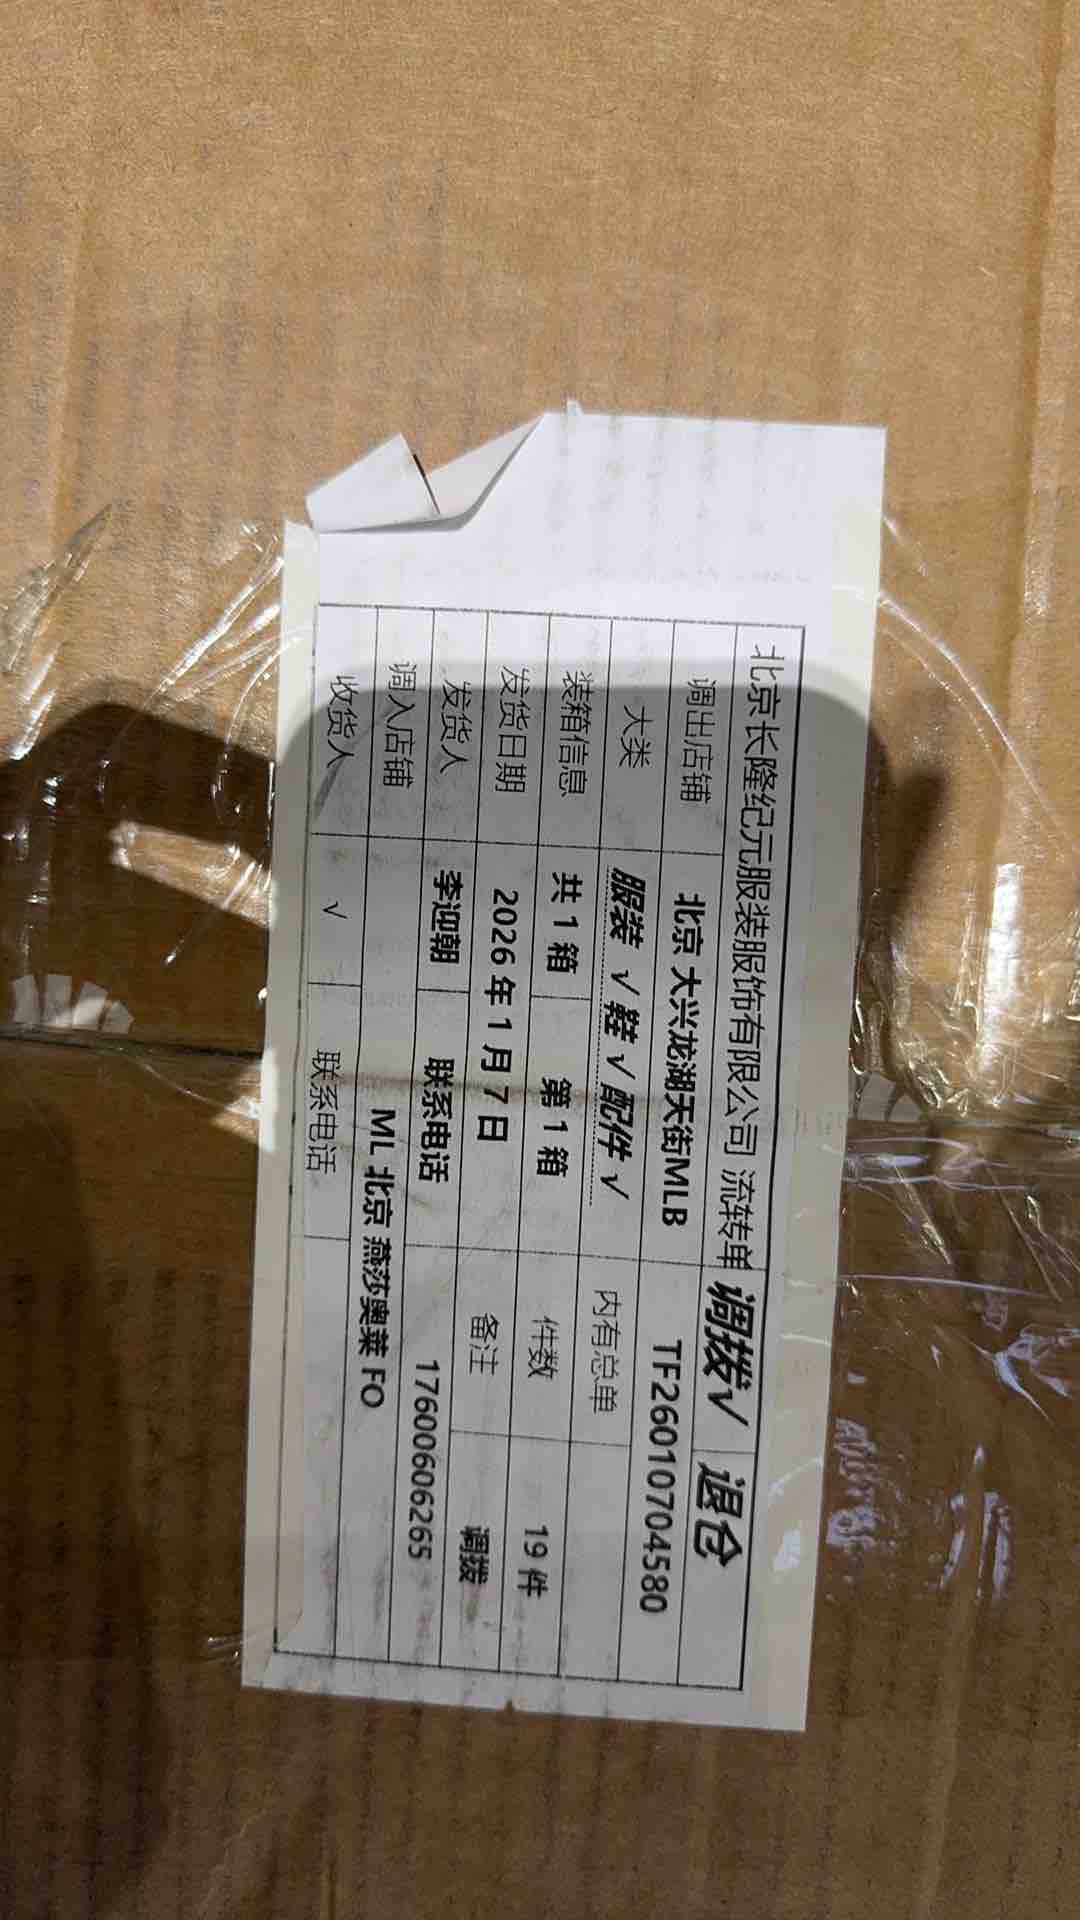 北京长隆纪元服装服饰有限公司 流转单 调拨√ 退仓
调出店铺 北京 大兴龙湖天街MLB TF26010704580
大类 服装 √ 鞋 √ 配件 √ 内有总单
装箱信息 共 1 箱 第 1 箱 件数 19 件
发货日期 2026 年 1 月 7 日 备注 调拨
发货人 李迎朝 联系电话 17600606265
调入店铺 ML 北京 燕莎奥莱 FO
收货人 √ 联系电话